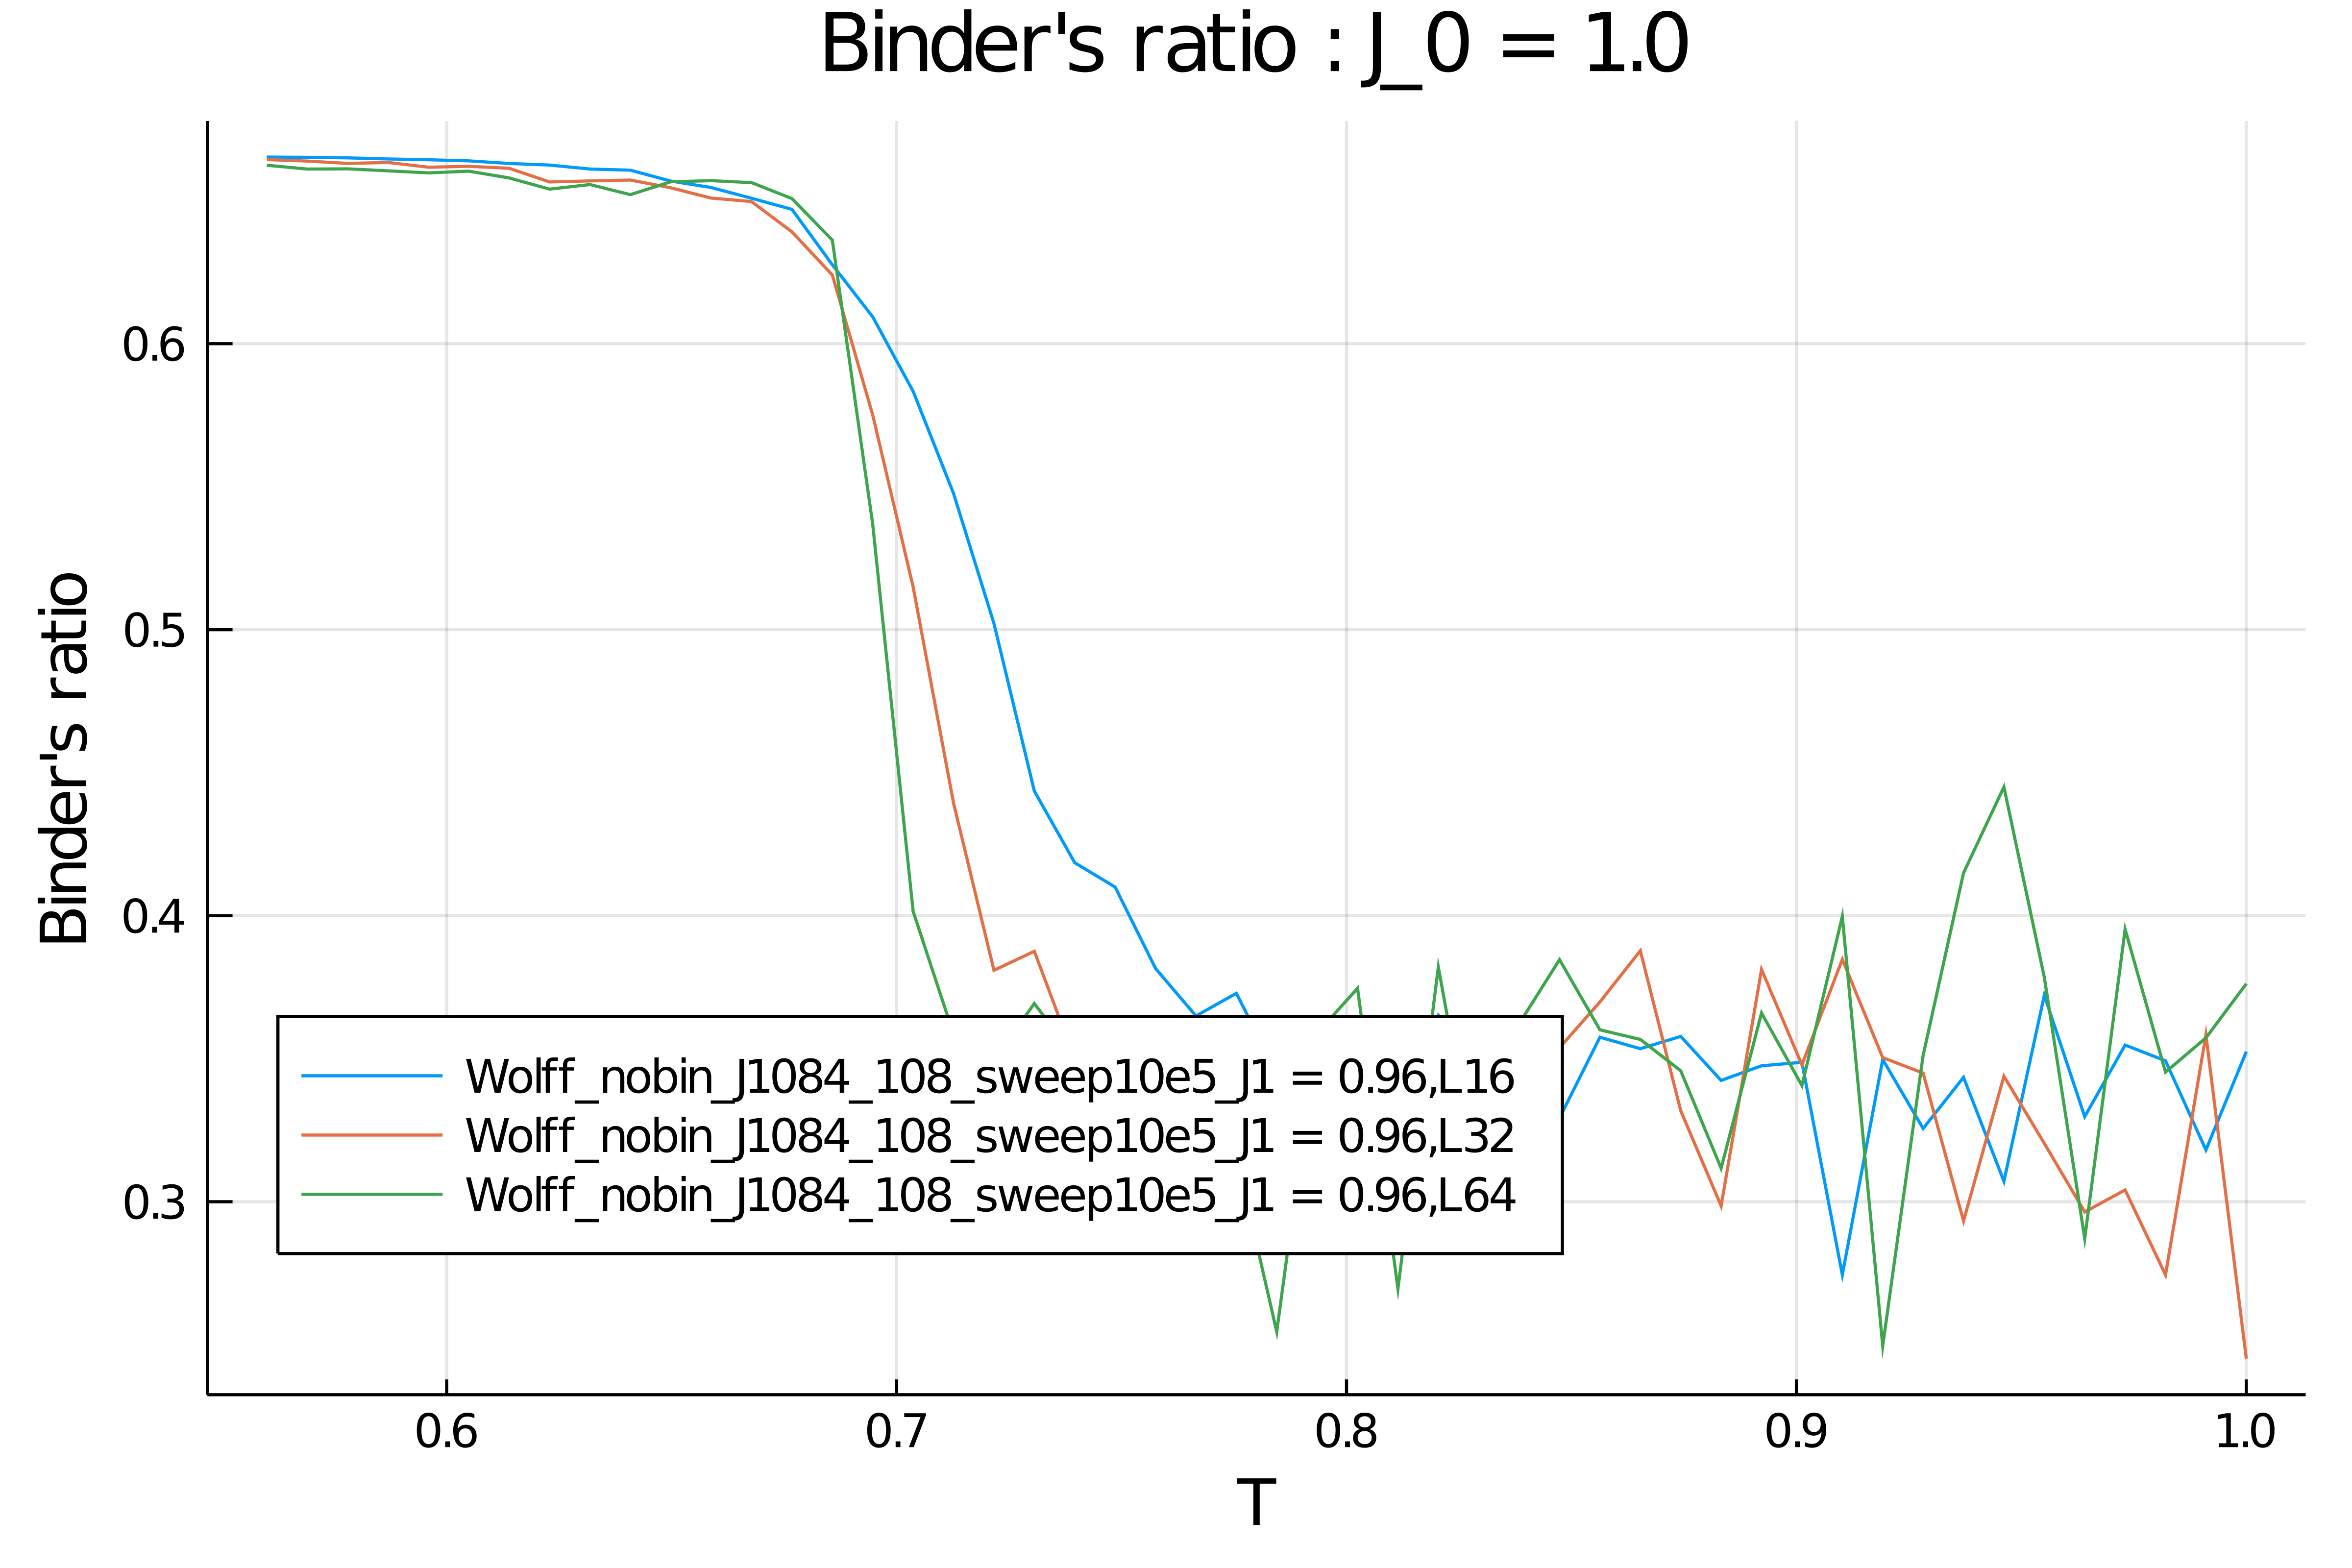 Binder's ratio : J_0 = 1.0
Binder's ratio
0.6
0.5
0.4
0.3
Wolff_nobin_J1084_108_sweep10e5_J1 = 0.96,L16
Wolff_nobin_J1084_108_sweep10e5_J1 = 0.96,L32
Wolff_nobin_J1084_108_sweep10e5_J1 = 0.96,L64
0.6 0.7 0.8 0.9 1.0
T